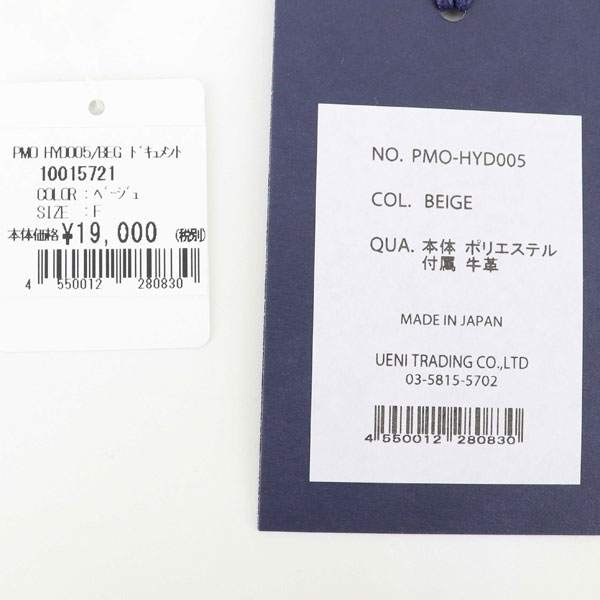 PMO HYD005/BEG ﾄﾞｷｭﾒﾝﾄ
10015721
COLOR :ﾍﾞｰｼﾞｭ
SIZE :F
本体価格 ¥19,000 (税別)
4 550012 280830
NO. PMO-HYD005
COL. BEIGE
QUA. 本体 ポリエステル
付属 牛革
MADE IN JAPAN
UENI TRADING CO.,LTD
03-5815-5702
4 550012 280830